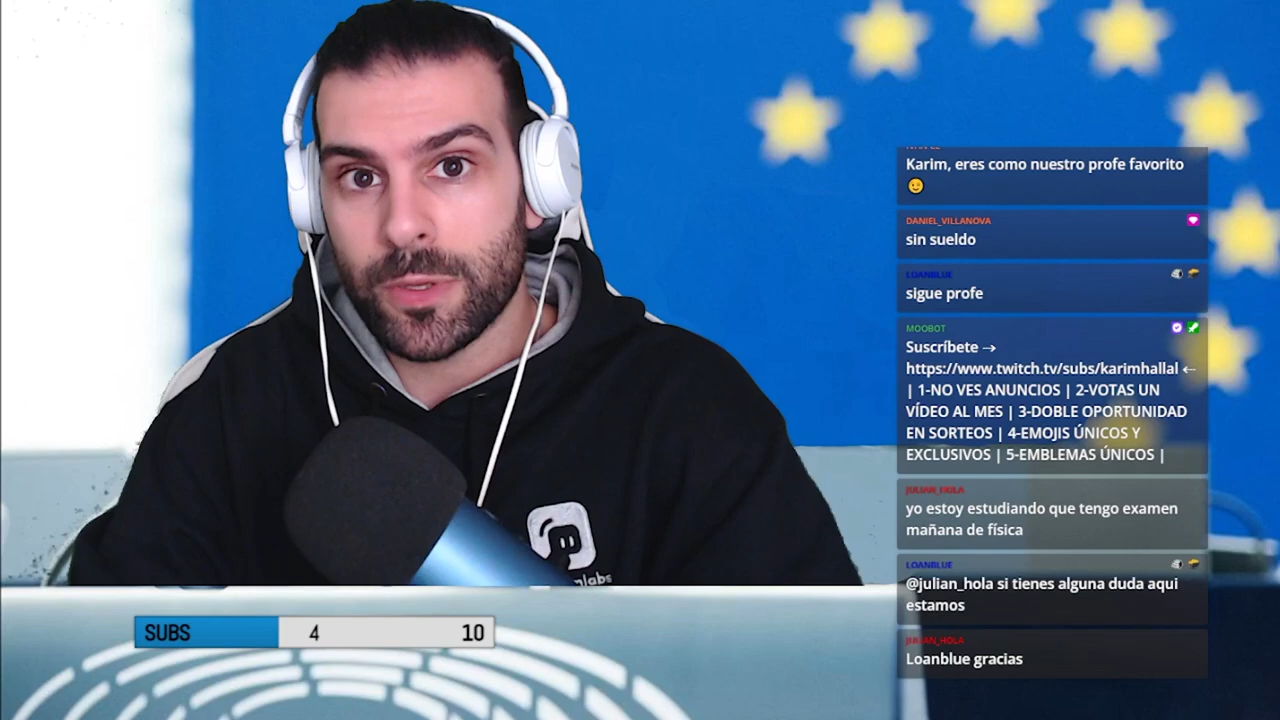 Karim, eres como nuestro profe favorito
😉
DANIEL_VILLANOVA
sin sueldo
LOANBLUE
sigue profe
MOOBOT
Suscríbete →
https://www.twitch.tv/subs/karimhallal ←
| 1-NO VES ANUNCIOS | 2-VOTAS UN
VÍDEO AL MES | 3-DOBLE OPORTUNIDAD
EN SORTEOS | 4-EMOJIS ÚNICOS Y
EXCLUSIVOS | 5-EMBLEMAS ÚNICOS |
JULIAN_HOLA
yo estoy estudiando que tengo examen
mañana de física
LOANBLUE
@julian_hola si tienes alguna duda aqui
estamos
JULIAN_HOLA
Loanblue gracias
SUBS 4 10